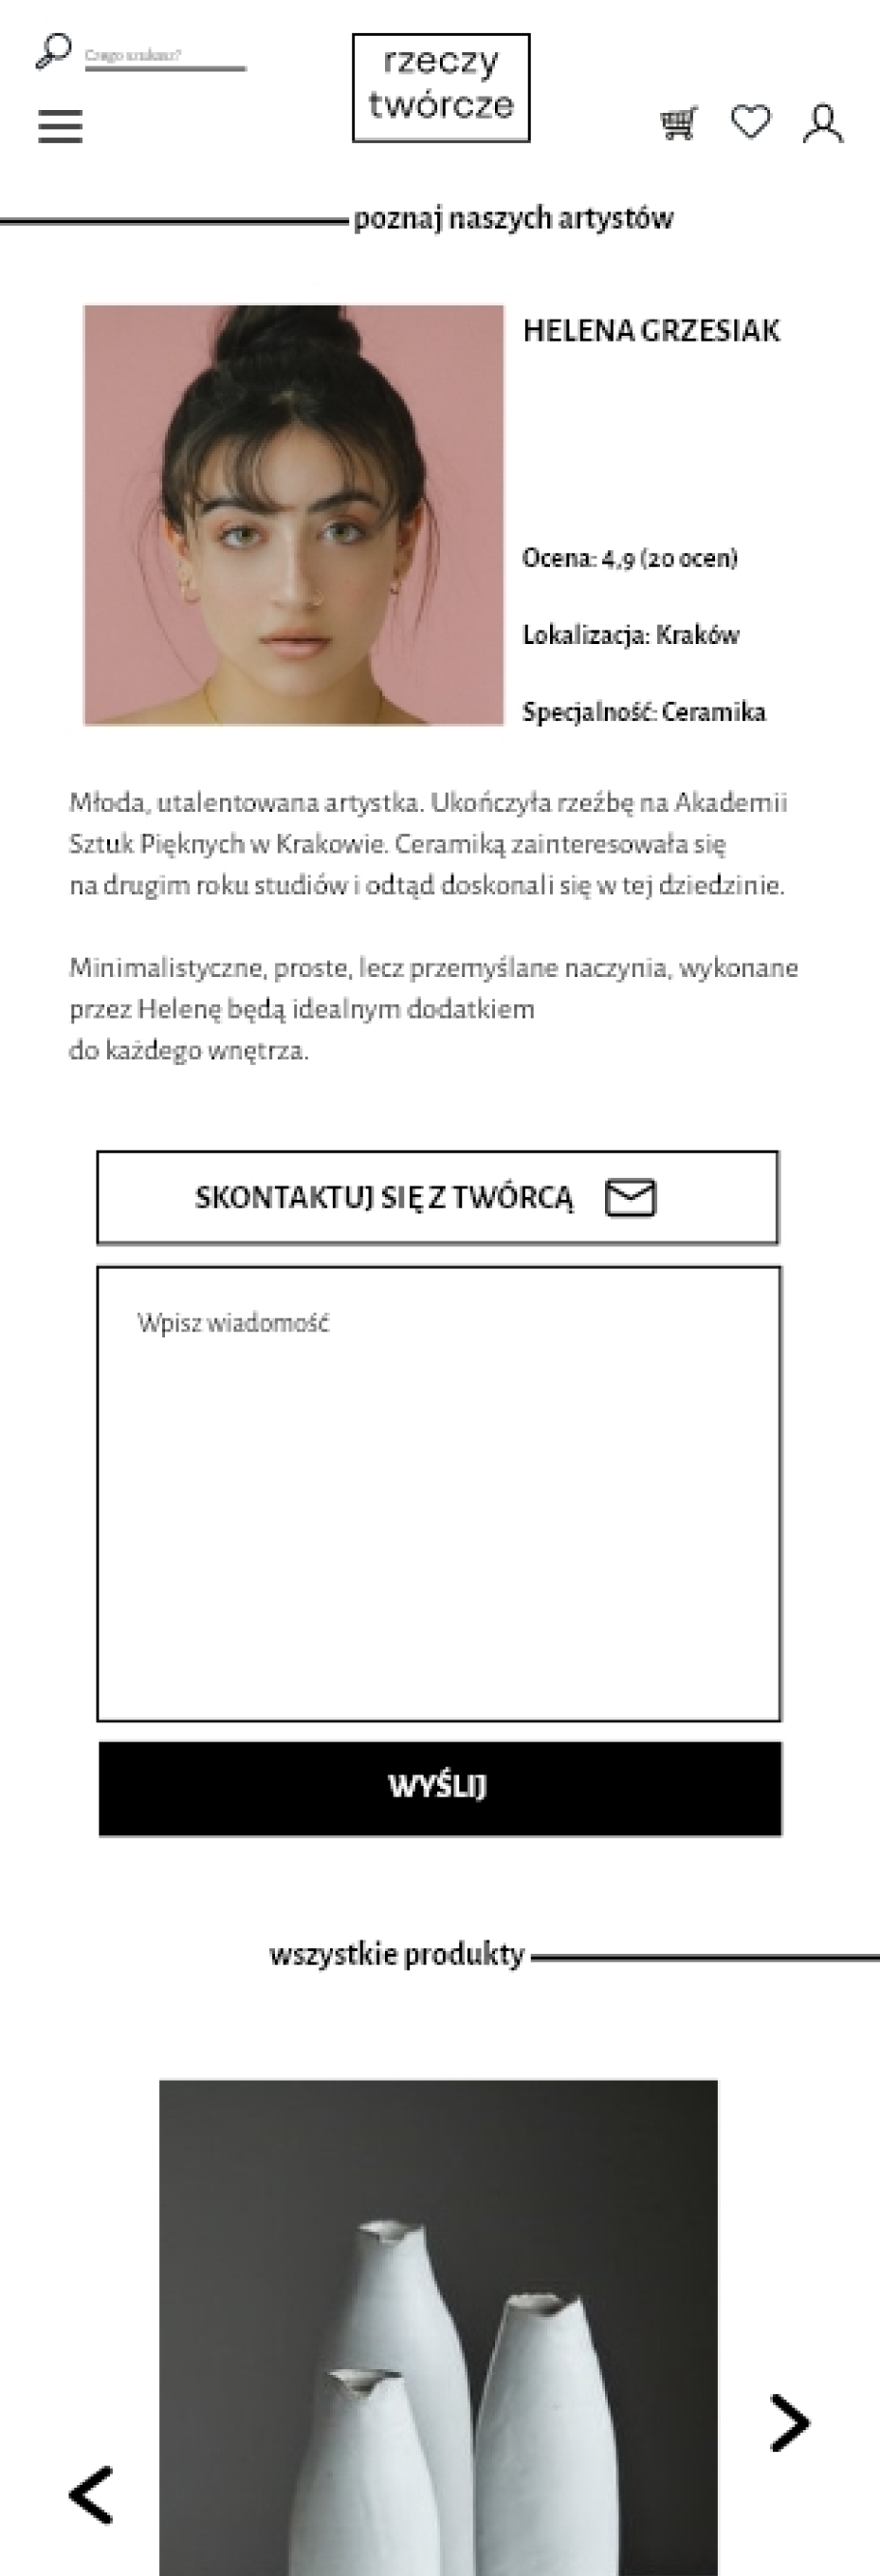 Czego szukasz?
rzeczy
twórcze
poznaj naszych artystów
HELENA GRZESIAK
Ocena: 4,9 (20 ocen)
Lokalizacja: Kraków
Specjalność: Ceramika
Młoda, utalentowana artystka. Ukończyła rzeźbę na Akademii
Sztuk Pięknych w Krakowie. Ceramiką zainteresowała się
na drugim roku studiów i odtąd doskonali się w tej dziedzinie.
Minimalistyczne, proste, lecz przemyślane naczynia, wykonane
przez Helenę będą idealnym dodatkiem
do każdego wnętrza.
SKONTAKTUJ SIĘ Z TWÓRCĄ
Wpisz wiadomość
WYŚLIJ
wszystkie produkty